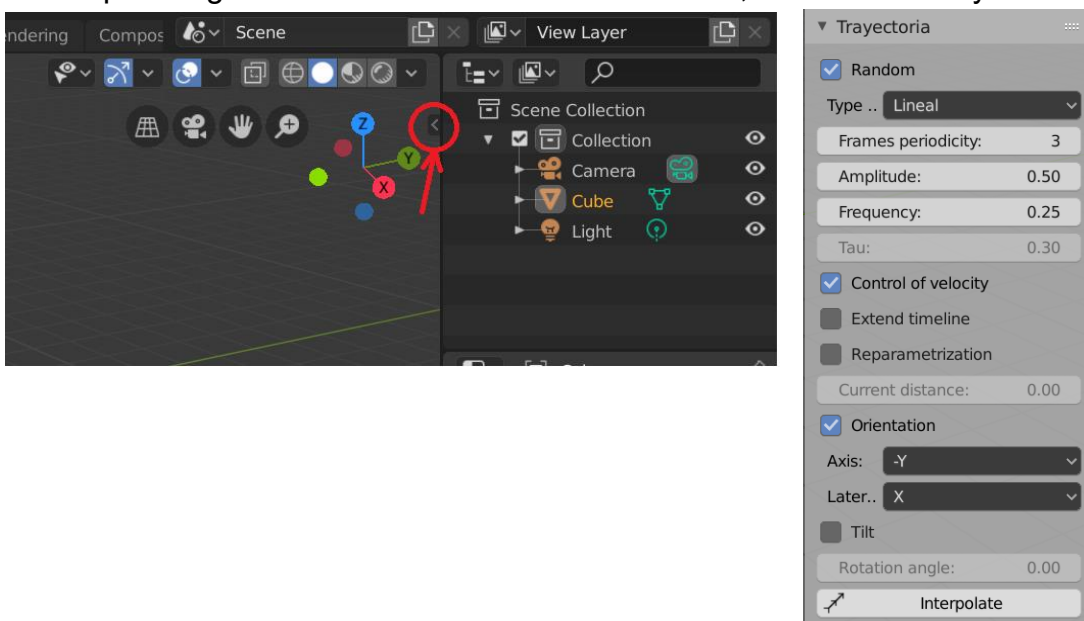 ndering Compos Scene View Layer
Z
Y
X
Scene Collection
Collection
Camera
Cube
Light
Trayectoria
Random
Type .. Lineal
Frames periodicity: 3
Amplitude: 0.50
Frequency: 0.25
Tau: 0.30
Control of velocity
Extend timeline
Reparametrization
Current distance: 0.00
Orientation
Axis: -Y
Later.. X
Tilt
Rotation angle: 0.00
Interpolate